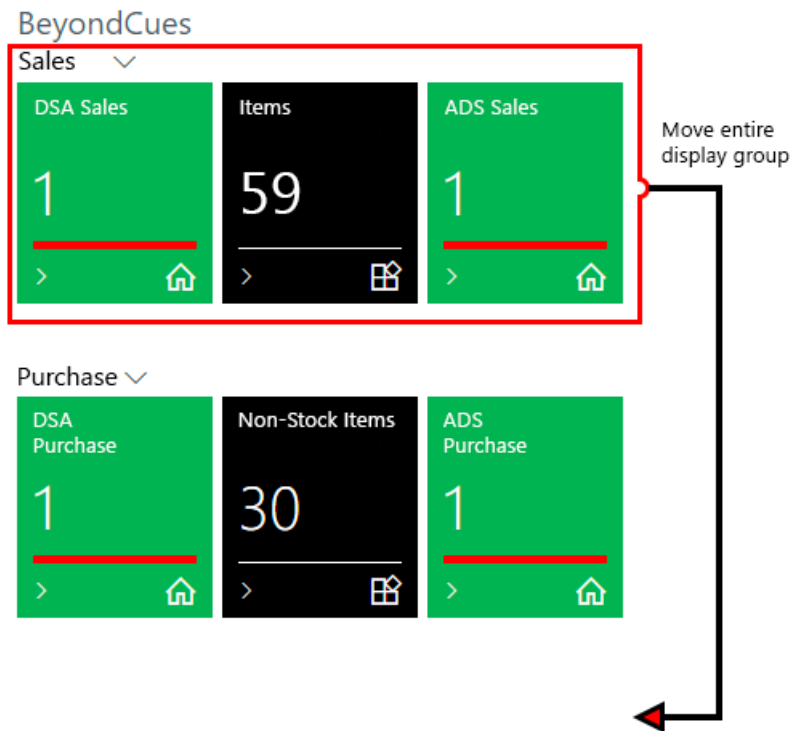 BeyondCues
Sales
DSA Sales
Items
ADS Sales
1
59
1
Move entire
display group
Purchase
DSA
Purchase
Non-Stock Items
ADS
Purchase
1
30
1